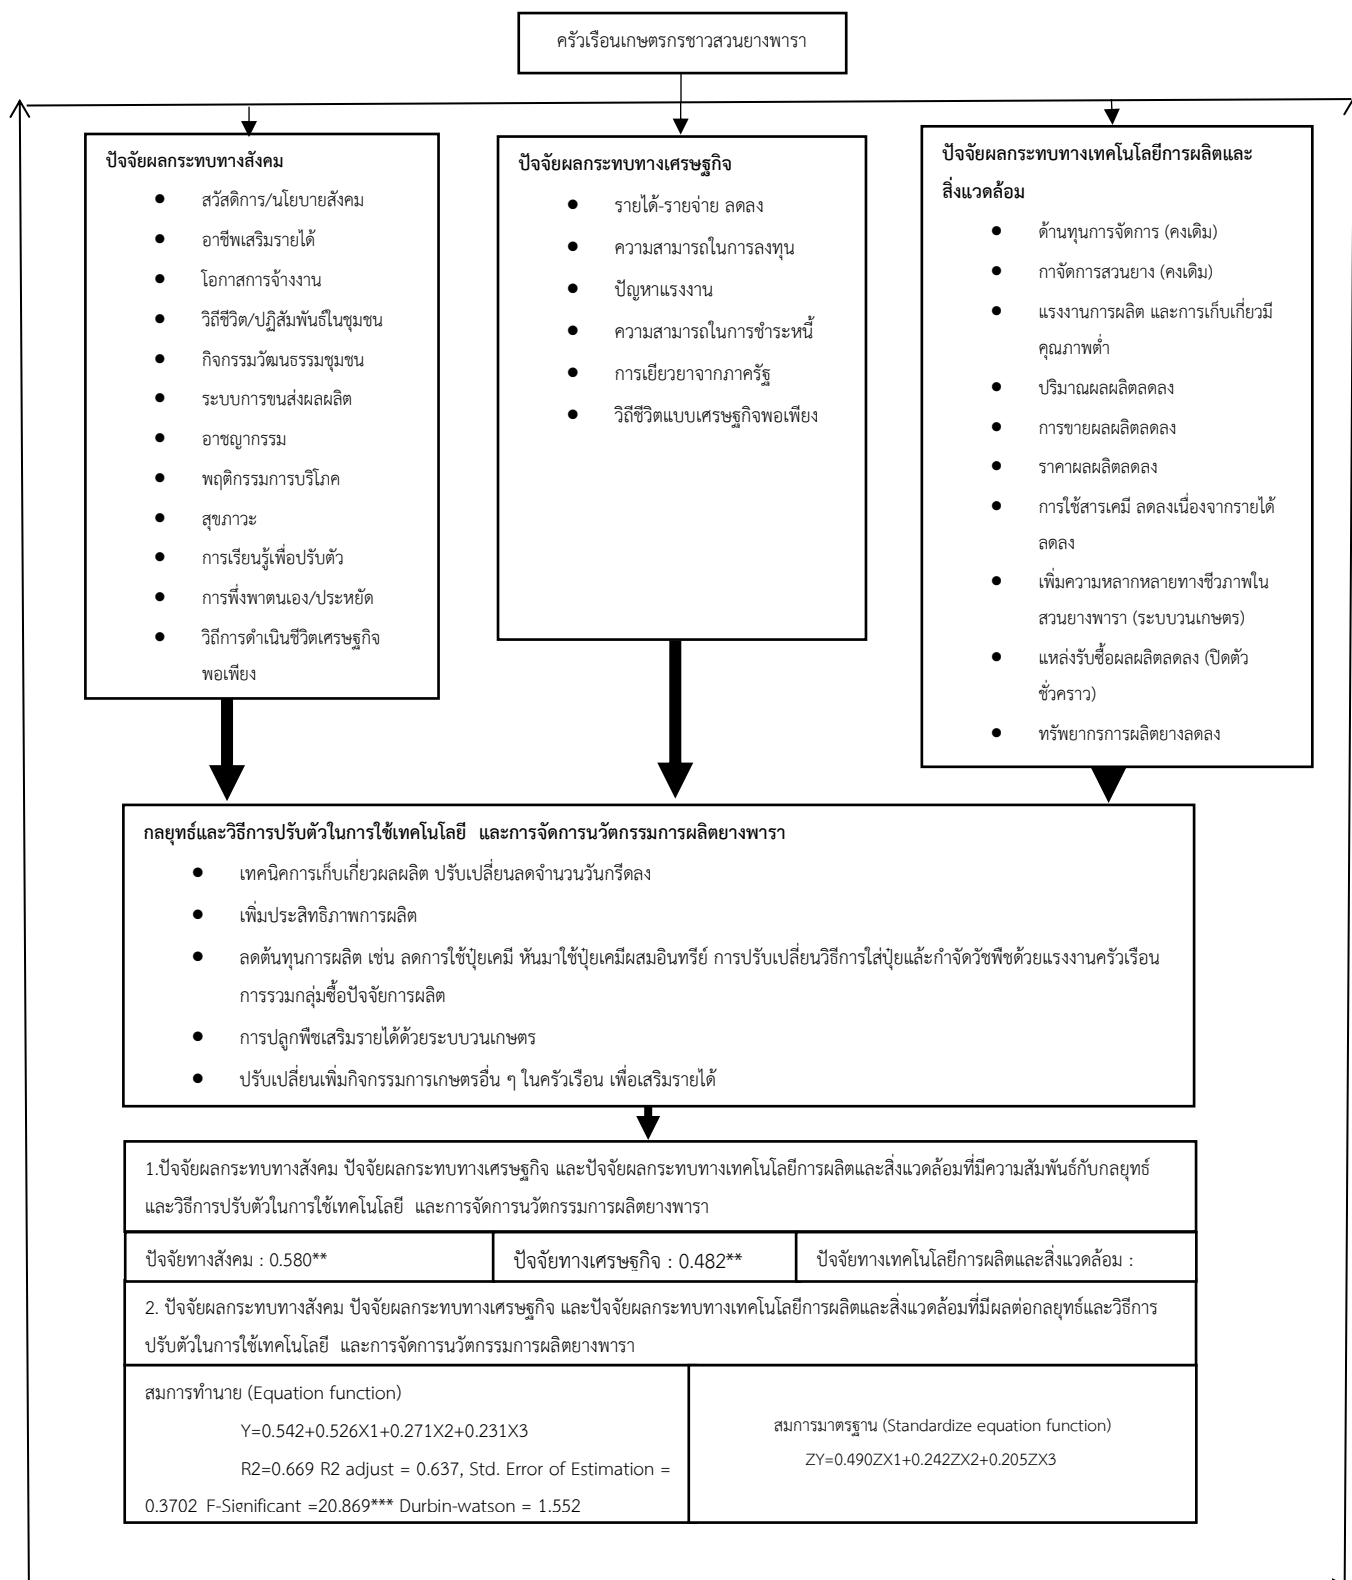 ครัวเรือนเกษตรกรชาวสวนยางพารา
ปัจจัยผลกระทบทางสังคม
● สวัสดิการ/นโยบายสังคม
● อาชีพเสริมรายได้
● โอกาสการจ้างงาน
● วิถีชีวิต/ปฏิสัมพันธ์ในชุมชน
● กิจกรรมวัฒนธรรมชุมชน
● ระบบการขนส่งผลผลิต
● อาชญากรรม
● พฤติกรรมการบริโภค
● สุขภาวะ
● การเรียนรู้เพื่อปรับตัว
● การพึ่งพาตนเอง/ประหยัด
● วิถีการดำเนินชีวิตเศรษฐกิจ
พอเพียง
ปัจจัยผลกระทบทางเศรษฐกิจ
● รายได้-รายจ่าย ลดลง
● ความสามารถในการลงทุน
● ปัญหาแรงงาน
● ความสามารถในการชำระหนี้
● การเยียวยาจากภาครัฐ
● วิถีชีวิตแบบเศรษฐกิจพอเพียง
ปัจจัยผลกระทบทางเทคโนโลยีการผลิตและ
สิ่งแวดล้อม
● ด้านทุนการจัดการ (คงเดิม)
● กาจัดการสวนยาง (คงเดิม)
● แรงงานการผลิต และการเก็บเกี่ยวมี
คุณภาพต่ำ
● ปริมาณผลผลิตลดลง
● การขายผลผลิตลดลง
● ราคาผลผลิตลดลง
● การใช้สารเคมี ลดลงเนื่องจากรายได้
ลดลง
● เพิ่มความหลากหลายทางชีวภาพใน
สวนยางพารา (ระบบวนเกษตร)
● แหล่งรับซื้อผลผลิตลดลง (ปิดตัว
ชั่วคราว)
● ทรัพยากรการผลิตยางลดลง
กลยุทธ์และวิธีการปรับตัวในการใช้เทคโนโลยี และการจัดการนวัตกรรมการผลิตยางพารา
● เทคนิคการเก็บเกี่ยวผลผลิต ปรับเปลี่ยนลดจำนวนวันกรีดลง
● เพิ่มประสิทธิภาพการผลิต
● ลดต้นทุนการผลิต เช่น ลดการใช้ปุ๋ยเคมี หันมาใช้ปุ๋ยเคมีผสมอินทรีย์ การปรับเปลี่ยนวิธีการใส่ปุ๋ยแล้ะกำจัดวัชพืชด้วยแรงงานครัวเรือน
การรวมกลุ่มซื้อปัจจัยการผลิต
● การปลูกพืชเสริมรายได้ด้วยระบบวนเกษตร
● ปรับเปลี่ยนเพิ่มกิจกรรมการเกษตรอื่น ๆ ในครัวเรือน เพื่อเสริมรายได้
1.ปัจจัยผลกระทบทางสังคม ปัจจัยผลกระทบทางเศรษฐกิจ และปัจจัยผลกระทบทางเทคโนโลยีการผลิตและสิ่งแวดล้อมที่มีความสัมพันธ์กับกลยุทธ์
และวิธีการปรับตัวในการใช้เทคโนโลยี และการจัดการนวัตกรรมการผลิตยางพารา
ปัจจัยทางสังคม : 0.580**
ปัจจัยทางเศรษฐกิจ : 0.482**
ปัจจัยทางเทคโนโลยีการผลิตและสิ่งแวดล้อม :
2. ปัจจัยผลกระทบทางสังคม ปัจจัยผลกระทบทางเศรษฐกิจ และปัจจัยผลกระทบทางเทคโนโลยีการผลิตและสิ่งแวดล้อมที่มีผลต่อกลยุทธ์และวิธีการ
ปรับตัวในการใช้เทคโนโลยี และการจัดการนวัตกรรมการผลิตยางพารา
สมการทำนาย (Equation function)
Y=0.542+0.526X1+0.271X2+0.231X3
R2=0.669 R2 adjust = 0.637, Std. Error of Estimation =
0.3702 F-Significant =20.869*** Durbin-watson = 1.552
สมการมาตรฐาน (Standardize equation function)
ZY=0.490ZX1+0.242ZX2+0.205ZX3